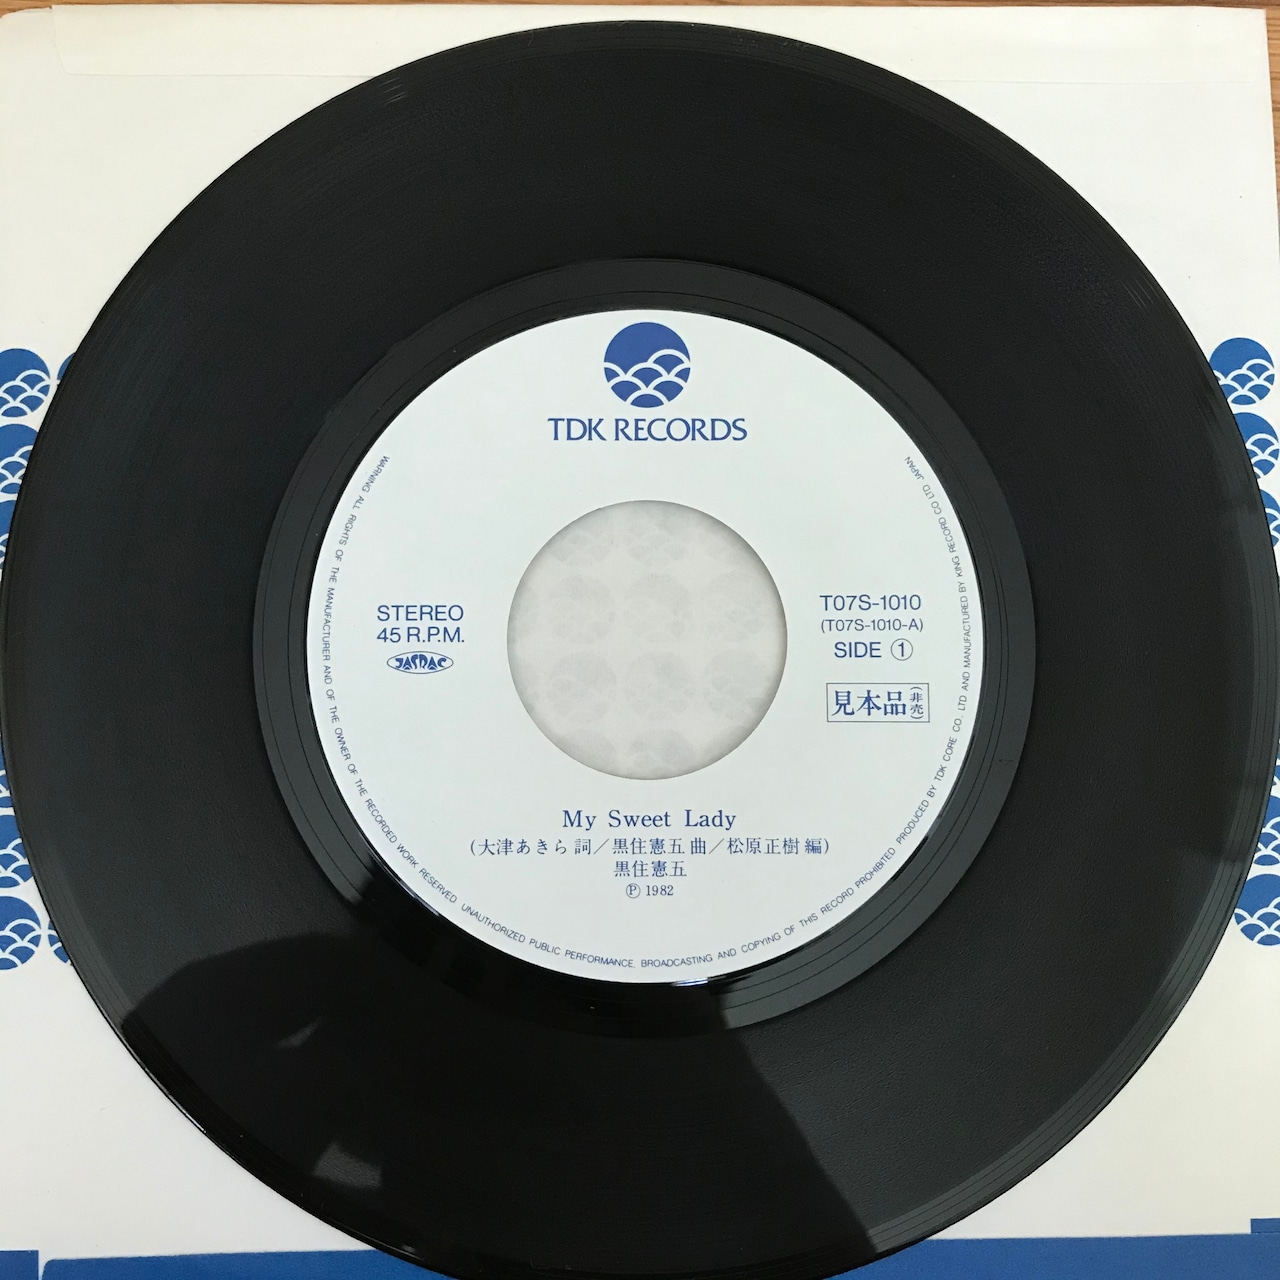 TDK RECORDS
STEREO
45 R.P.M.
JASRAC
T07S-1010
(T07S-1010-A)
SIDE ①
見本品(非売)
My Sweet Lady
(大津あきら 詞/黒住憲五 曲/松原正樹 編)
黒住憲五
Ⓟ 1982
WARNING ALL RIGHTS OF THE MANUFACTURER AND OF THE OWNER OF THE RECORDED WORK RESERVED UNAUTHORIZED PUBLIC PERFORMANCE, BROADCASTING AND COPYING OF THIS RECORD PROHIBITED PRODUCED BY TDK CORE CO., LTD AND MANUFACTURED BY KING RECORD CO LTD. JAPAN